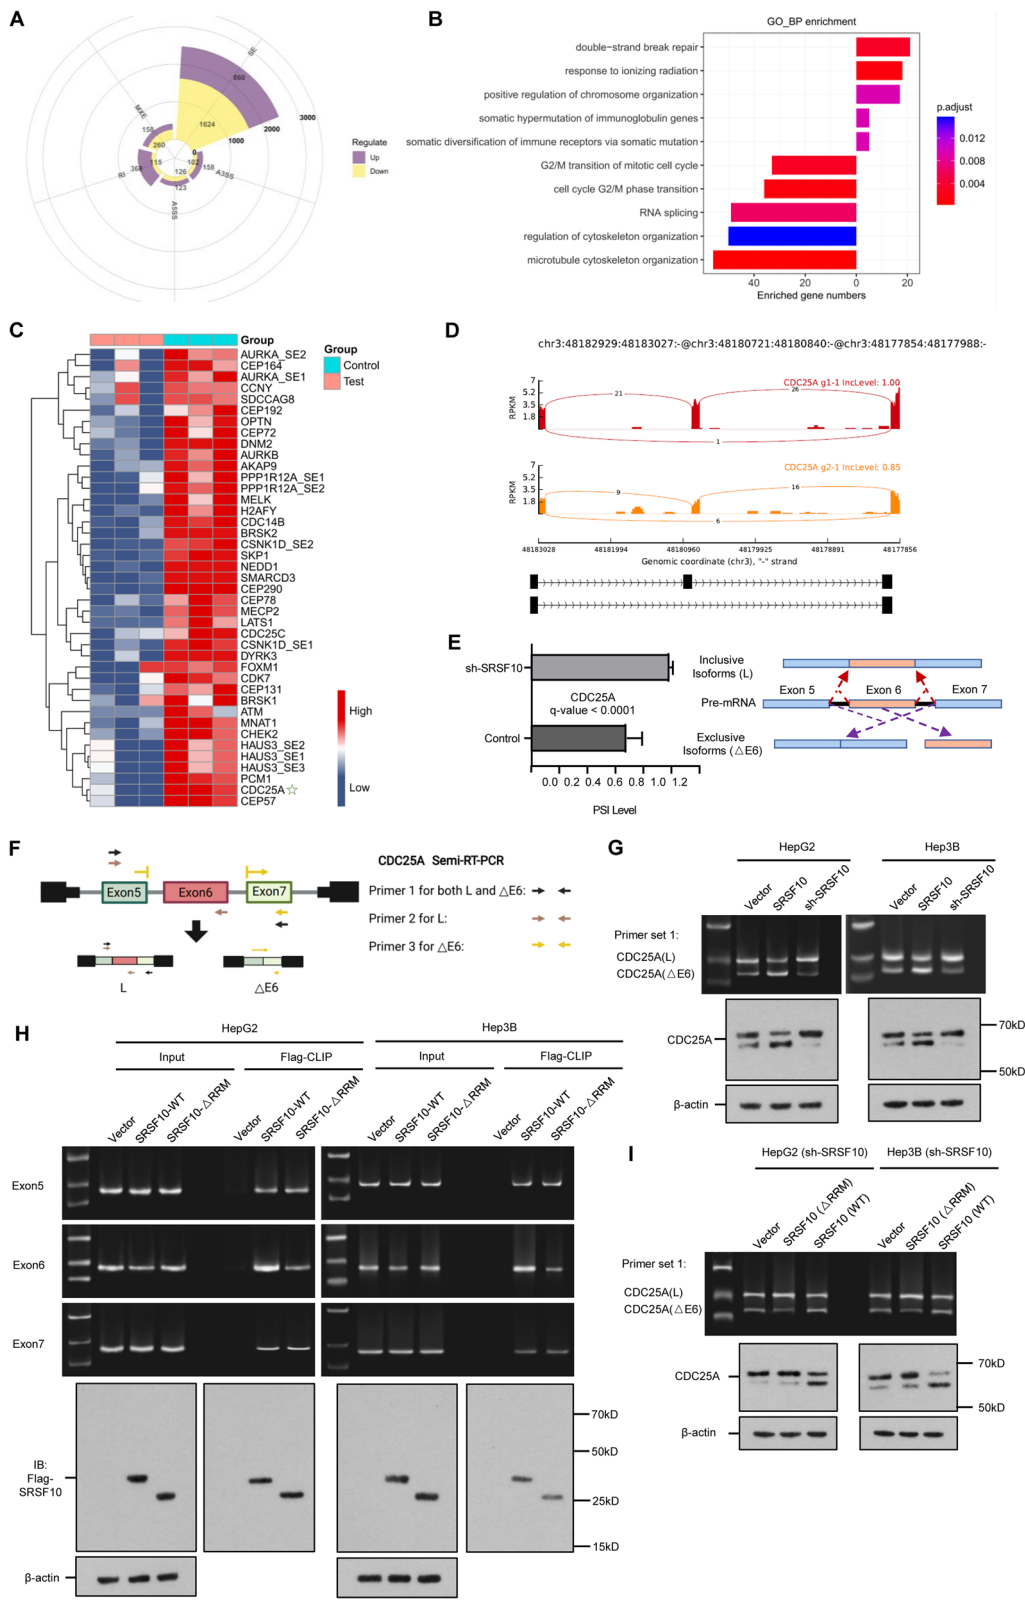 A
SE
860
1624
3000
2000
1000
0
MXE
158
260
RI
368
115
102
158
A3SS
126
123
A5SS
Regulate
Up
Down
B
GO_BP enrichment
double-strand break repair
response to ionizing radiation
positive regulation of chromosome organization
somatic hypermutation of immunoglobulin genes
somatic diversification of immune receptors via somatic mutation
G2/M transition of mitotic cell cycle
cell cycle G2/M phase transition
RNA splicing
regulation of cytoskeleton organization
microtubule cytoskeleton organization
40 20 0 20
Enriched gene numbers
p.adjust
0.012
0.008
0.004
C
Group
AURKA_SE2
CEP164
AURKA_SE1
CCNY
SDCCAG8
CEP192
OPTN
CEP72
DNM2
AURKB
AKAP9
PPP1R12A_SE1
PPP1R12A_SE2
MELK
H2AFY
CDC14B
BRSK2
CSNK1D_SE2
SKP1
NEDD1
SMARCD3
CEP290
CEP78
MECP2
LATS1
CDC25C
CSNK1D_SE1
DYRK3
FOXM1
CDK7
CEP131
BRSK1
ATM
MNAT1
CHEK2
HAUS3_SE2
HAUS3_SE1
HAUS3_SE3
PCM1
CDC25A☆
CEP57
Group
Control
Test
High
Low
D
chr3:48182929:48183027:-@chr3:48180721:48180840:-@chr3:48177854:48177988:-
CDC25A g1-1 IncLevel: 1.00
RPKM
7
5.2
3.5
1.8
21
26
1
CDC25A g2-1 IncLevel: 0.85
RPKM
7
5.2
3.5
1.8
9
16
6
48183028 48181994 48180960 48179925 48178891 48177856
Genomic coordinate (chr3), "-" strand
E
sh-SRSF10
CDC25A
q-value < 0.0001
Control
0.0 0.2 0.4 0.6 0.8 1.0 1.2
PSI Level
Inclusive
Isoforms (L)
Exon 5 Exon 6 Exon 7
Pre-mRNA
Exclusive
Isoforms (△E6)
F
CDC25A Semi-RT-PCR
Exon5 Exon6 Exon7
Primer 1 for both L and △E6:
Primer 2 for L:
Primer 3 for △E6:
L
△E6
G
HepG2 Hep3B
Vector SRSF10 sh-SRSF10 Vector SRSF10 sh-SRSF10
Primer set 1:
CDC25A(L)
CDC25A(△E6)
CDC25A
70kD
50kD
β-actin
H
HepG2 Hep3B
Input Flag-CLIP Input Flag-CLIP
Vector SRSF10-WT SRSF10-△RRM Vector SRSF10-WT SRSF10-△RRM Vector SRSF10-WT SRSF10-△RRM Vector SRSF10-WT SRSF10-△RRM
Exon5
Exon6
Exon7
IB:
Flag-
SRSF10
70kD
50kD
25kD
15kD
β-actin
I
HepG2 (sh-SRSF10) Hep3B (sh-SRSF10)
Vector SRSF10 (△RRM) SRSF10 (WT) Vector SRSF10 (△RRM) SRSF10 (WT)
Primer set 1:
CDC25A(L)
CDC25A(△E6)
CDC25A
70kD
50kD
β-actin